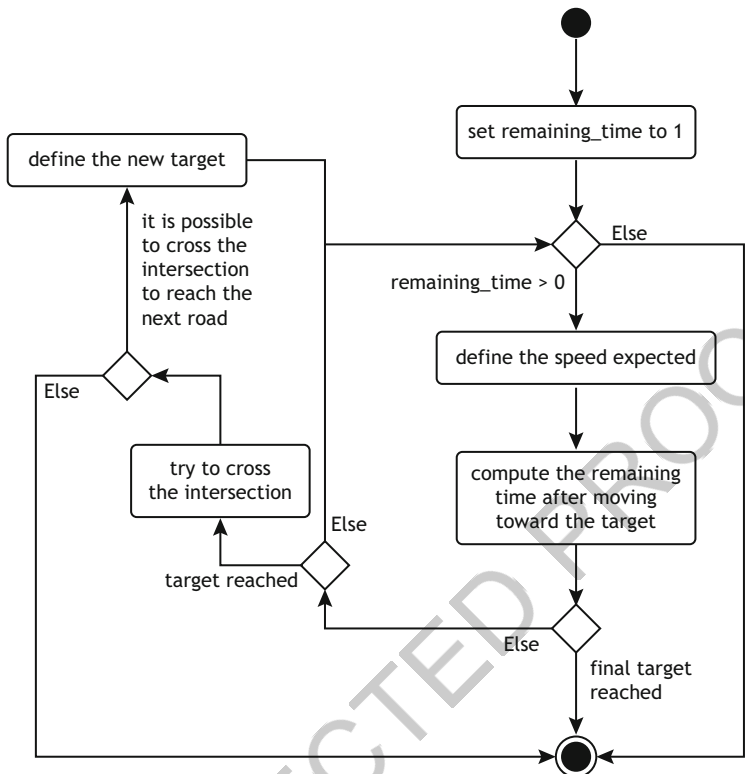 set remaining_time to 1
define the new target
it is possible
to cross the
intersection
to reach the
next road
Else
remaining_time > 0
define the speed expected
Else
try to cross
the intersection
compute the remaining
time after moving
toward the target
Else
target reached
Else
final target
reached
CTED PROO